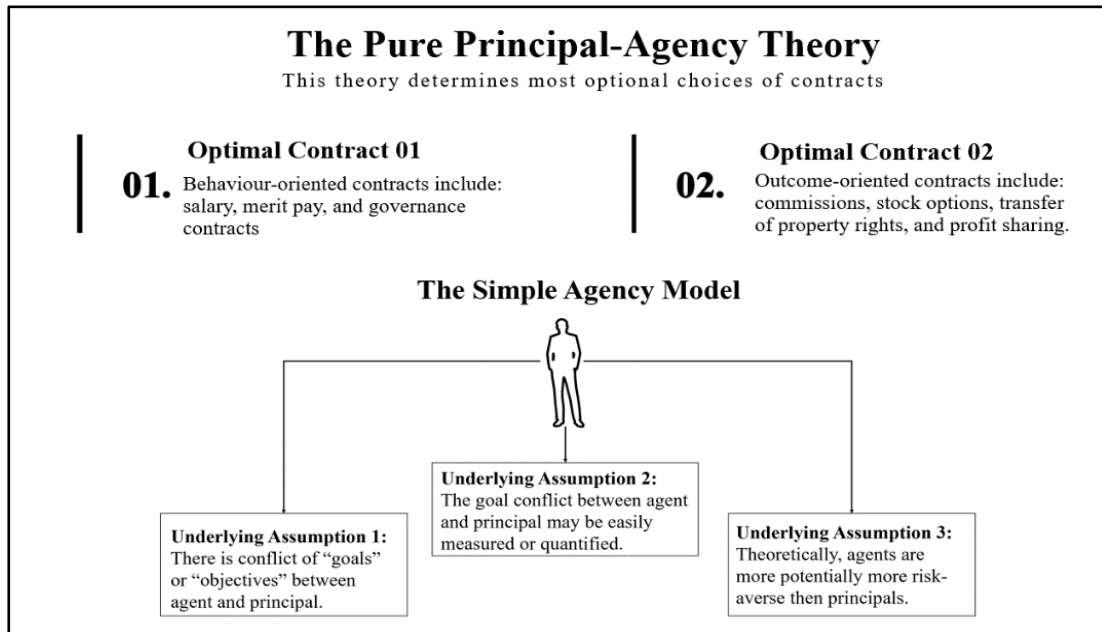 The Pure Principal-Agency Theory
This theory determines most optional choices of contracts
Optimal Contract 01
01.
Behaviour-oriented contracts include:
salary, merit pay, and governance
contracts
Optimal Contract 02
02.
Outcome-oriented contracts include:
commissions, stock options, transfer
of property rights, and profit sharing.
The Simple Agency Model
Underlying Assumption 1:
There is conflict of “goals”
or “objectives” between
agent and principal.
Underlying Assumption 2:
The goal conflict between agent
and principal may be easily
measured or quantified.
Underlying Assumption 3:
Theoretically, agents are
more potentially more risk-
averse then principals.